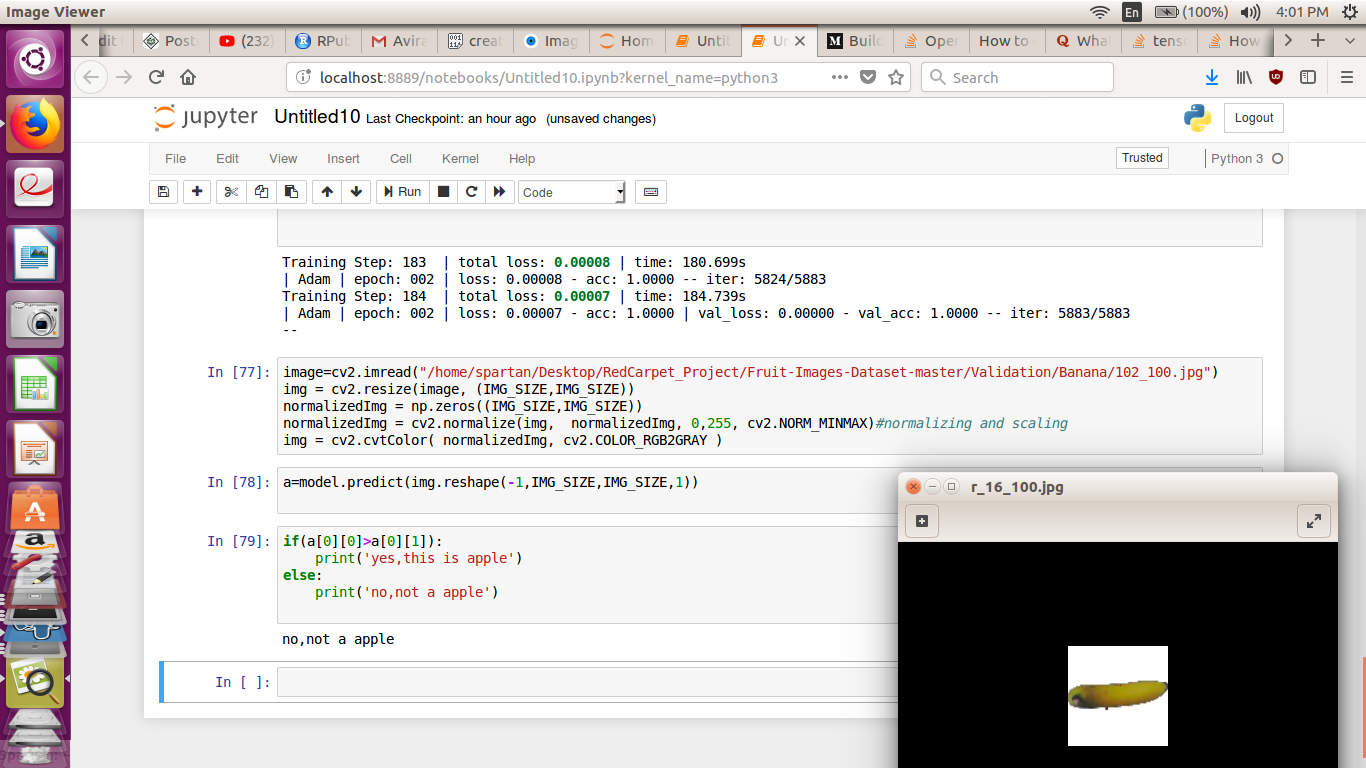 Image Viewer
En
(100%)
4:01 PM
dit
Post
(232)
RPub
Avira
creat
Imag
Hom
Untit
Un
Build
Oper
How to
Wha
tenso
How
localhost:8889/notebooks/Untitled10.ipynb?kernel_name=python3
Search
jupyter
Untitled10
Last Checkpoint: an hour ago
(unsaved changes)
Logout
File
Edit
View
Insert
Cell
Kernel
Help
Trusted
Python 3
Run
Code
Training Step: 183  | total loss: 0.00008 | time: 180.699s
| Adam | epoch: 002 | loss: 0.00008 - acc: 1.0000 -- iter: 5824/5883
Training Step: 184  | total loss: 0.00007 | time: 184.739s
| Adam | epoch: 002 | loss: 0.00007 - acc: 1.0000 | val_loss: 0.00000 - val_acc: 1.0000 -- iter: 5883/5883
--
In [77]:
image=cv2.imread("/home/spartan/Desktop/RedCarpet_Project/Fruit-Images-Dataset-master/Validation/Banana/102_100.jpg")
img = cv2.resize(image, (IMG_SIZE,IMG_SIZE))
normalizedImg = np.zeros((IMG_SIZE,IMG_SIZE))
normalizedImg = cv2.normalize(img,  normalizedImg, 0,255, cv2.NORM_MINMAX)#normalizing and scaling
img = cv2.cvtColor( normalizedImg, cv2.COLOR_RGB2GRAY )
In [78]:
a=model.predict(img.reshape(-1,IMG_SIZE,IMG_SIZE,1))
In [79]:
if(a[0][0]>a[0][1]):
    print('yes,this is apple')
else:
    print('no,not a apple')
no,not a apple
In [ ]:
r_16_100.jpg